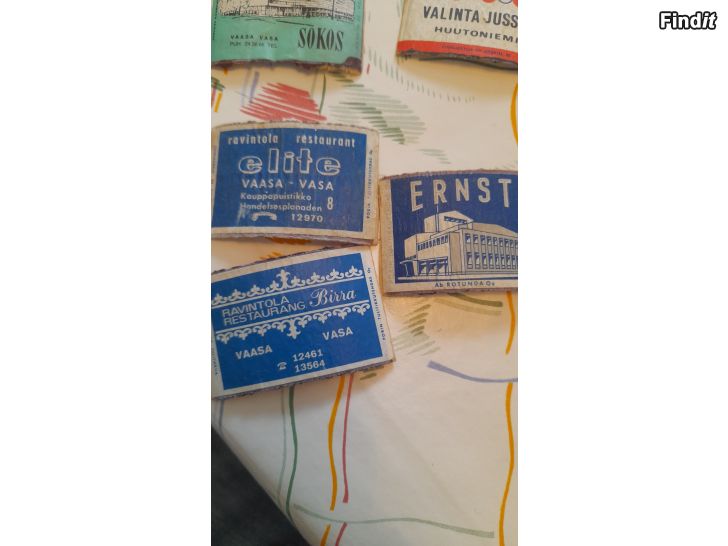 VAASA VASA
SOKOS
VALINTA JUSS
HUUTONIEM
ravintola restaurant
elite
VAASA - VASA
Kauppapuistikko
Handelsesplanaden 8
12970
ERNST
Ab ROTUNDA Oy
RAVINTOLA
RESTAURANG Birra
VAASA VASA
12461
13564
Findit